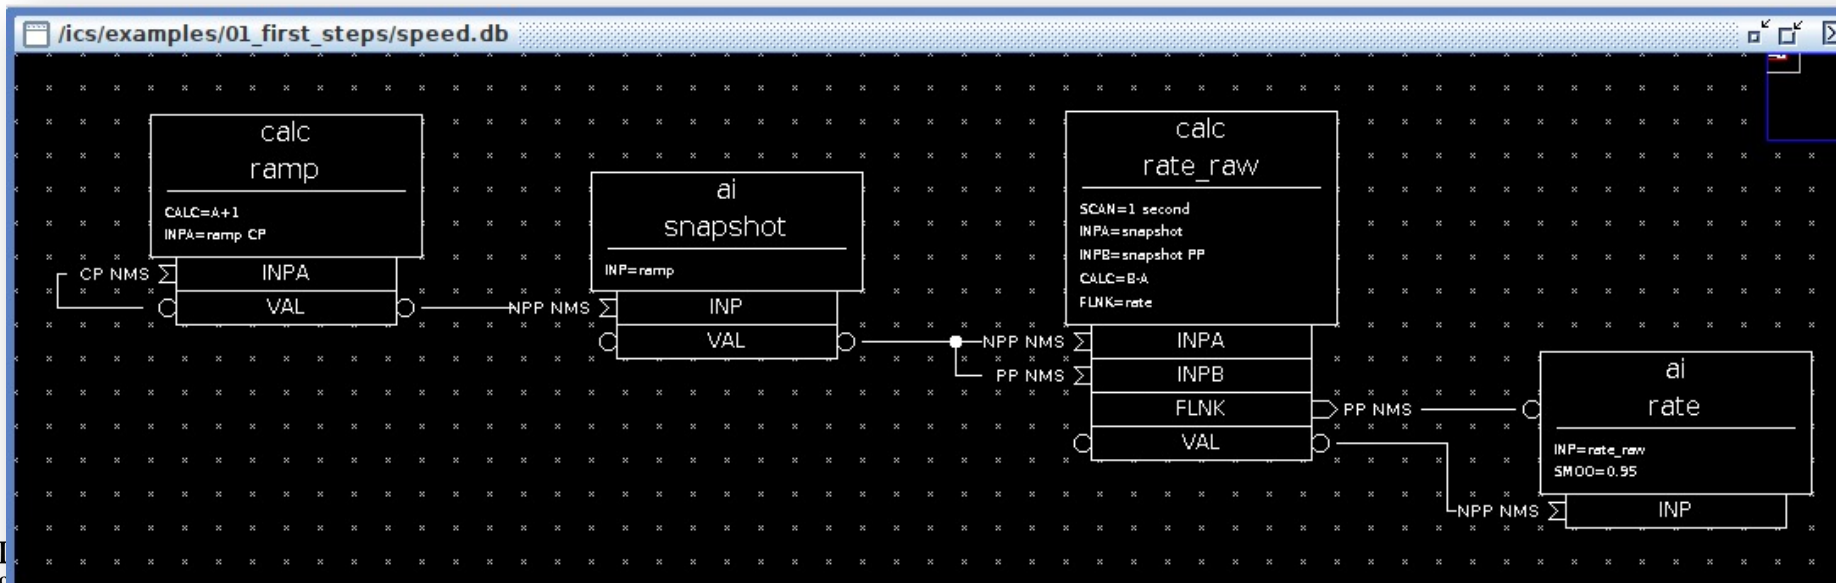 /ics/examples/01_first_steps/speed.db
calc
ramp
CALC=A+1
INPA=ramp CP
CP NMS
INPA
VAL
ai
snapshot
INP=ramp
NPP NMS
INP
VAL
calc
rate_raw
SCAN=1 second
INPA=snapshot
INPB=snapshot PP
CALC=B-A
FLNK=rate
NPP NMS
INPA
PP NMS
INPB
FLNK
PP NMS
VAL
ai
rate
INP=rate_raw
SMOO=0.95
NPP NMS
INP